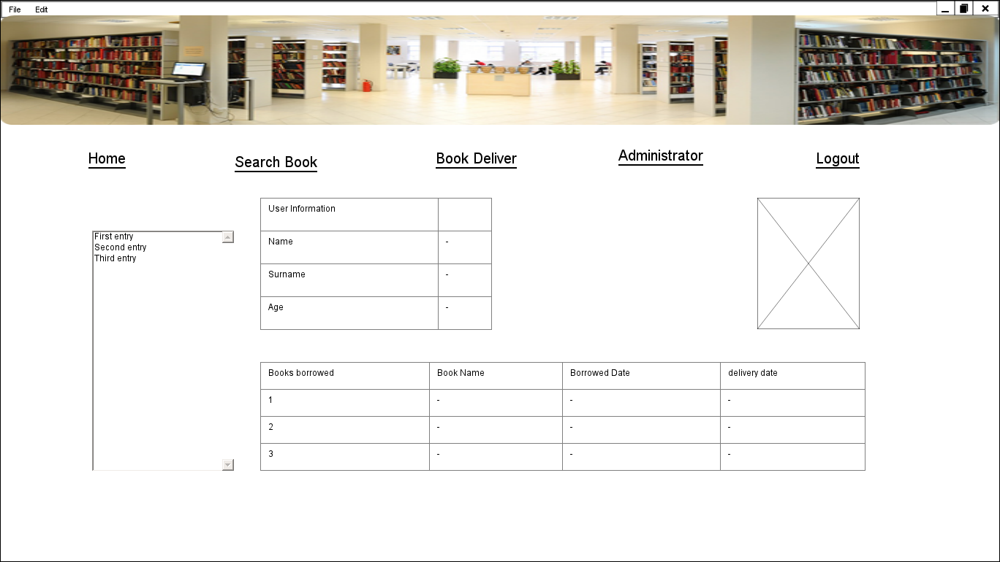 File Edit
Home Search Book Book Deliver Administrator Logout
First entry
Second entry
Third entry
User Information
Name -
Surname -
Age -
Books borrowed Book Name Borrowed Date delivery date
1 - - -
2 - - -
3 - - -